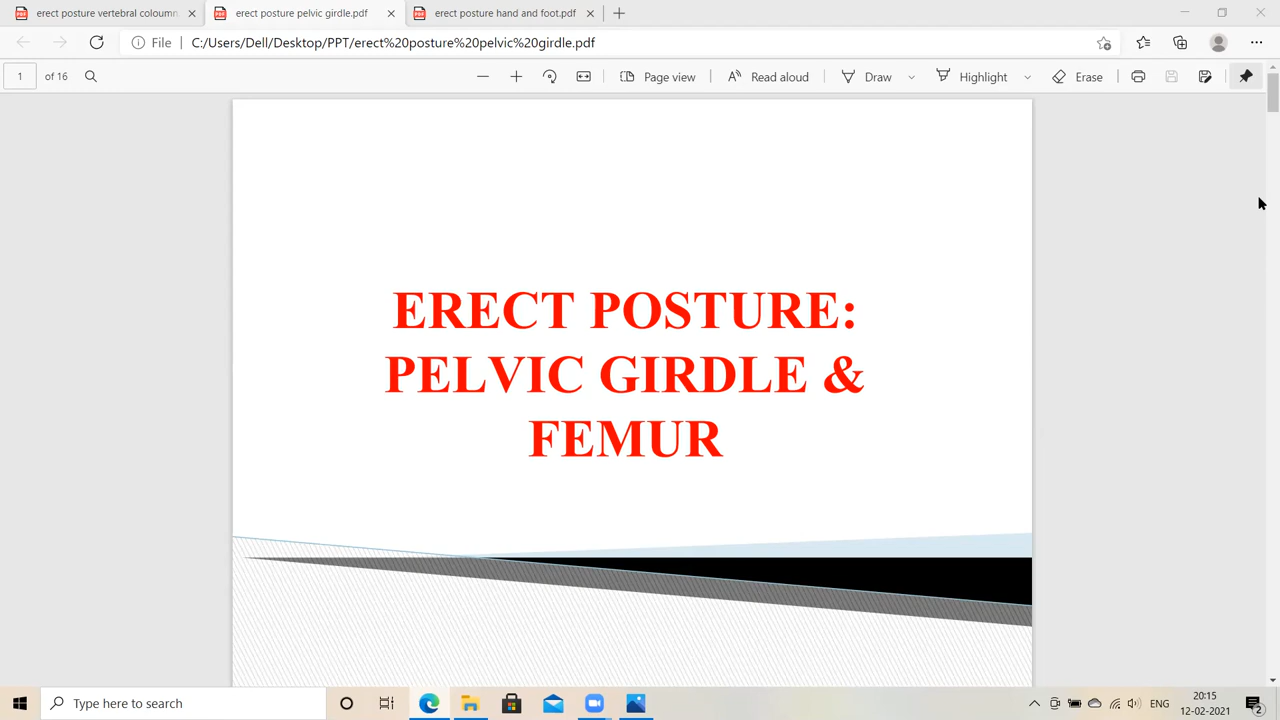 erect posture vertebral coloumn
erect posture pelvic girdle.pdf
erect posture hand and foot.pdf
File
C:/Users/Dell/Desktop/PPT/erect%20posture%20pelvic%20girdle.pdf
1 of 16
Page view
Read aloud
Draw
Highlight
Erase
ERECT POSTURE:
PELVIC GIRDLE &
FEMUR
Type here to search
ENG
20:15
12-02-2021
2